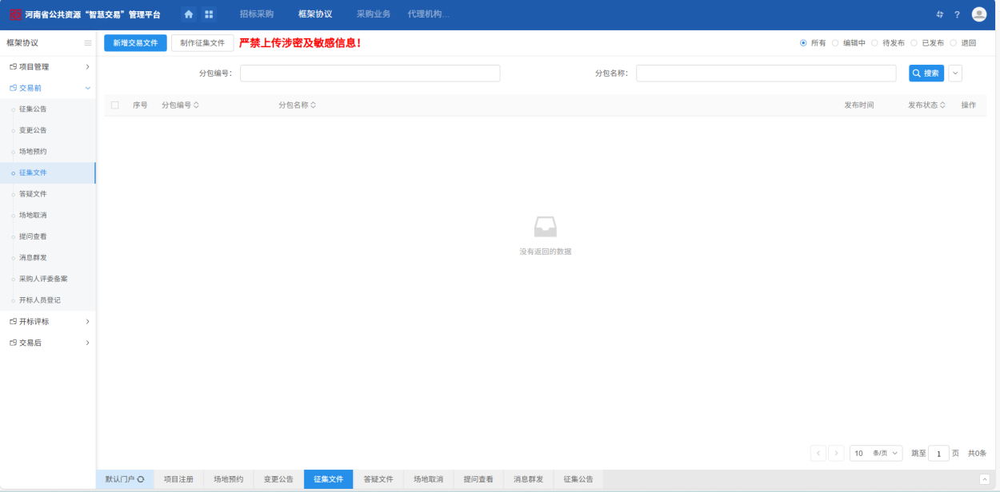 河南省公共资源“智慧交易”管理平台 招标采购 框架协议 采购业务 代理机构... ?
框架协议
项目管理
交易前
征集公告
变更公告
场地预约
征集文件
答疑文件
场地取消
提问查看
消息群发
采购人评委备案
开标人员登记
开标评标
交易后
新增交易文件 制作征集文件 严禁上传涉密及敏感信息! 所有 编辑中 待发布 已发布 退回
分包编号: 分包名称: 搜索
序号 分包编号 分包名称 发布时间 发布状态 操作
没有返回的数据
10 条/页 跳至 1 页 共0条
默认门户 项目注册 场地预约 变更公告 征集文件 答疑文件 场地取消 提问查看 消息群发 征集公告